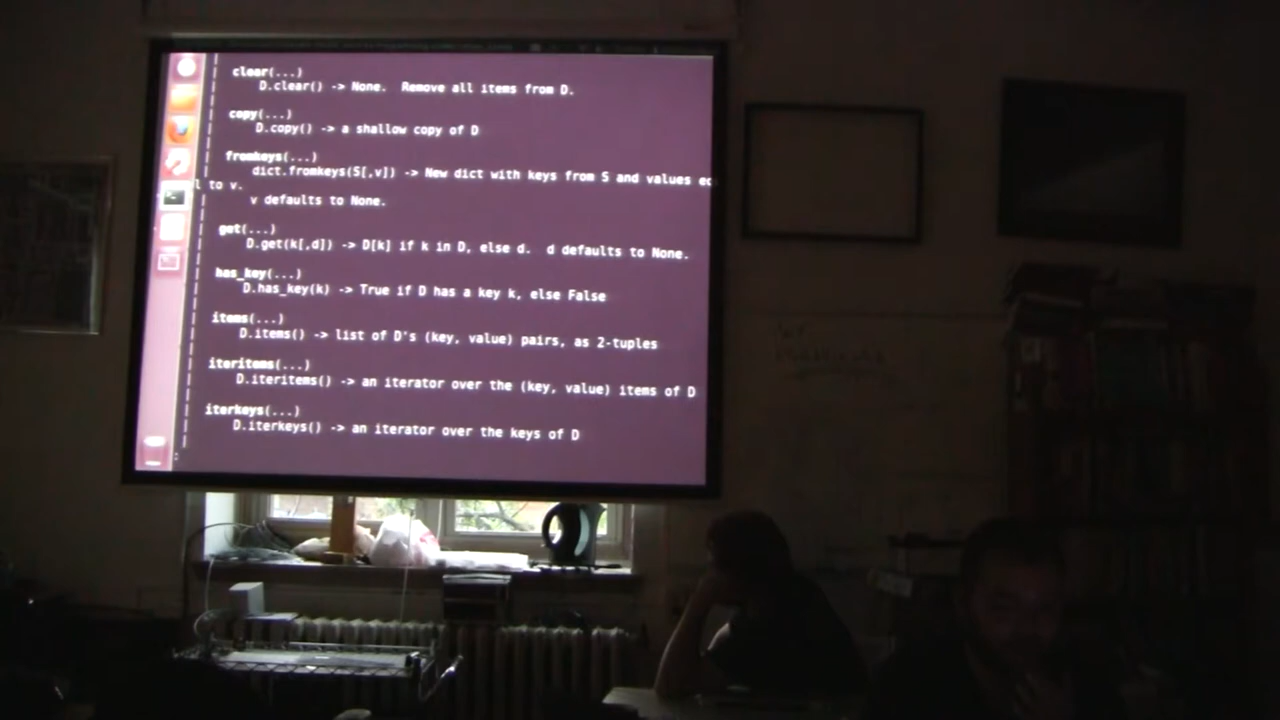 clear(...)
D.clear() -> None.  Remove all items from D.
copy(...)
D.copy() -> a shallow copy of D
fromkeys(...)
dict.fromkeys(S[,v]) -> New dict with keys from S and values eq
l to v.
v defaults to None.
get(...)
D.get(k[,d]) -> D[k] if k in D, else d.  d defaults to None.
has_key(...)
D.has_key(k) -> True if D has a key k, else False
items(...)
D.items() -> list of D's (key, value) pairs, as 2-tuples
iteritems(...)
D.iteritems() -> an iterator over the (key, value) items of D
iterkeys(...)
D.iterkeys() -> an iterator over the keys of D
: